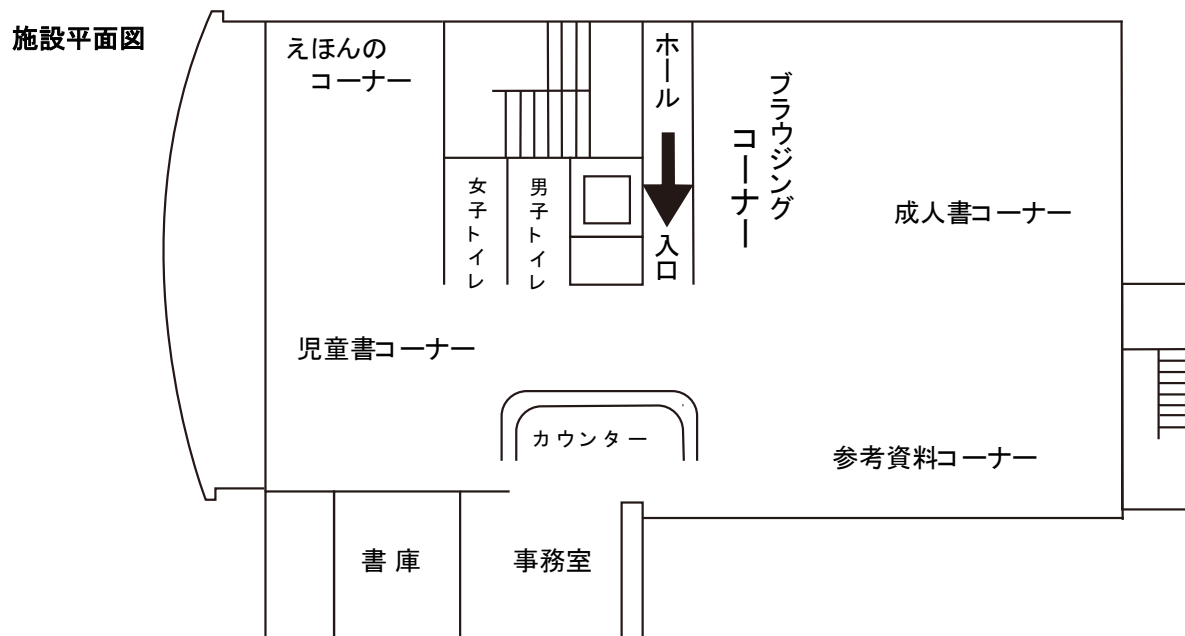 施設平面図
えほんの
コーナー
ホール
入口
ブラウジング
コーナー
成人書コーナー
女子トイレ
男子トイレ
児童書コーナー
カウンター
参考資料コーナー
書庫
事務室